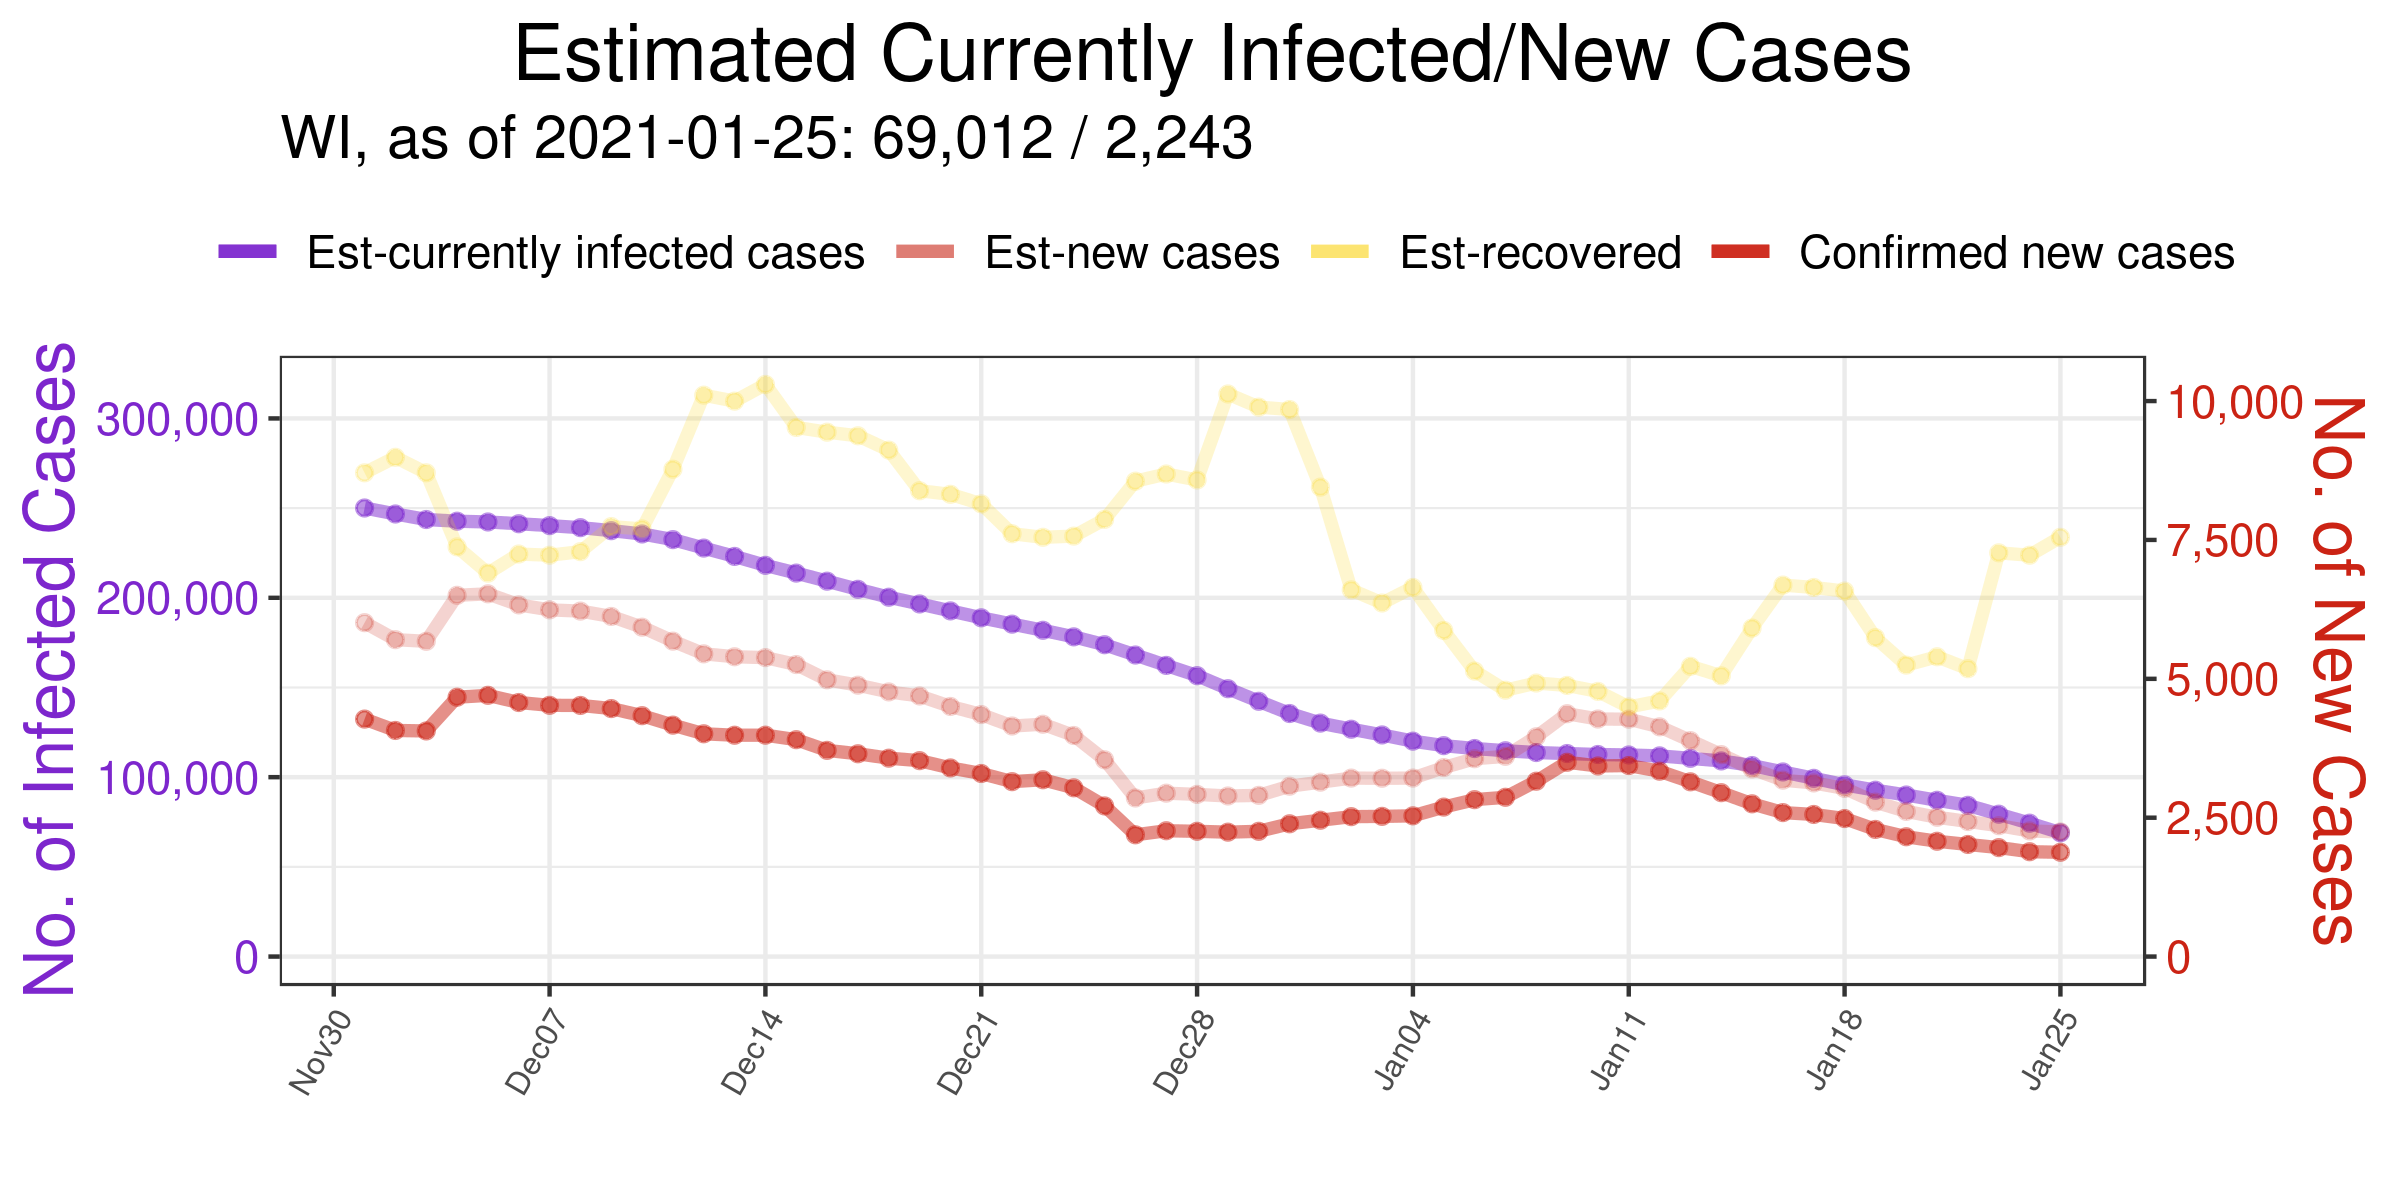 Estimated Currently Infected/New Cases
WI, as of 2021-01-25: 69,012 / 2,243
Est-currently infected cases
Est-new cases
Est-recovered
Confirmed new cases
No. of Infected Cases
300,000
200,000
100,000
0
10,000
7,500
5,000
2,500
0
No. of New Cases
Nov30
Dec07
Dec14
Dec21
Dec28
Jan04
Jan11
Jan18
Jan25